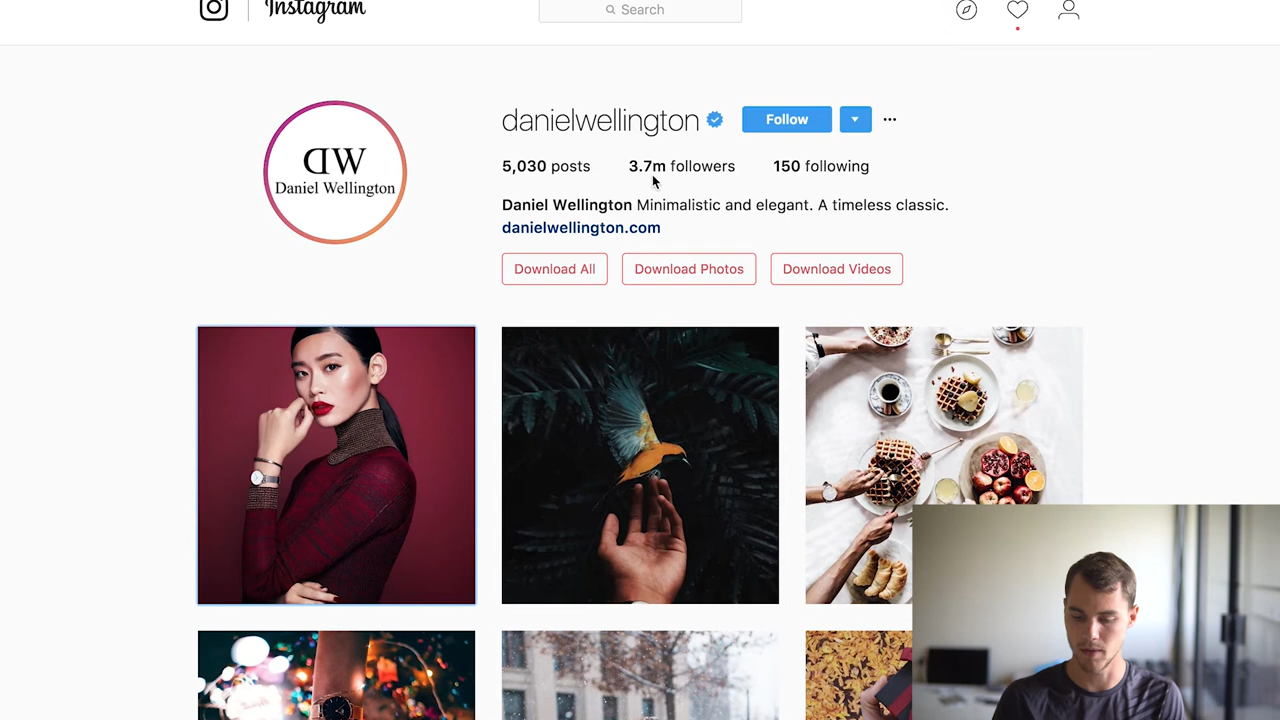 Instagram
Search
danielwellington
Follow
5,030 posts 3.7m followers 150 following
DW
Daniel Wellington
Daniel Wellington Minimalistic and elegant. A timeless classic.
danielwellington.com
Download All Download Photos Download Videos